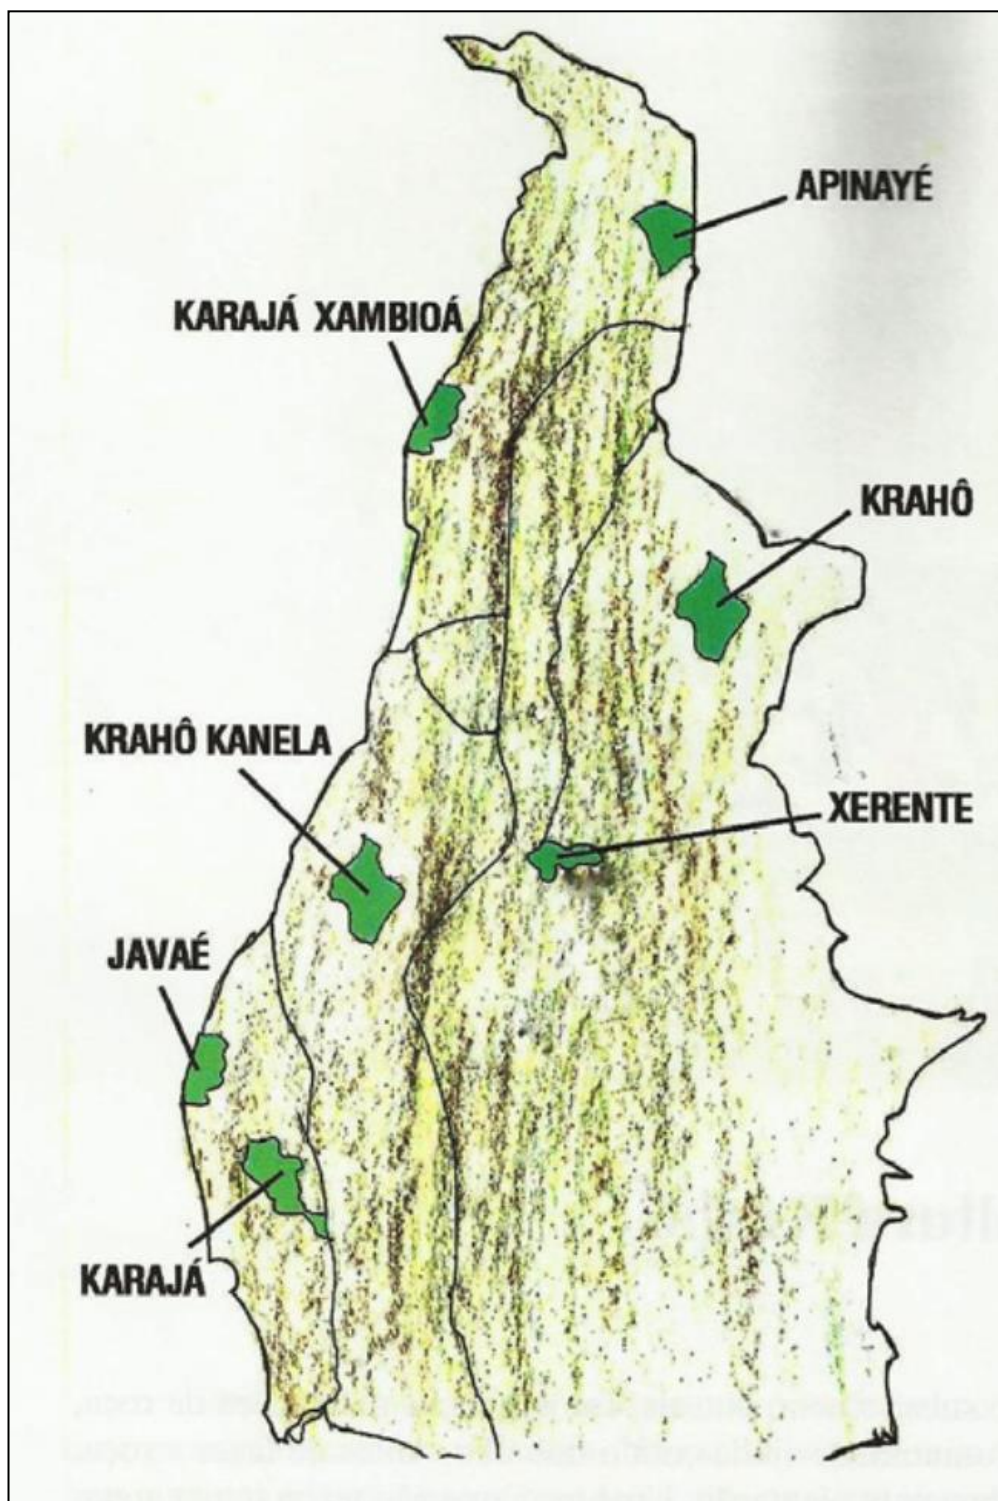 APINAYÉ
KARAJÁ XAMBIOÁ
KRAHÔ
KRAHÔ KANELA
XERENTE
JAVAÉ
KARAJÁ